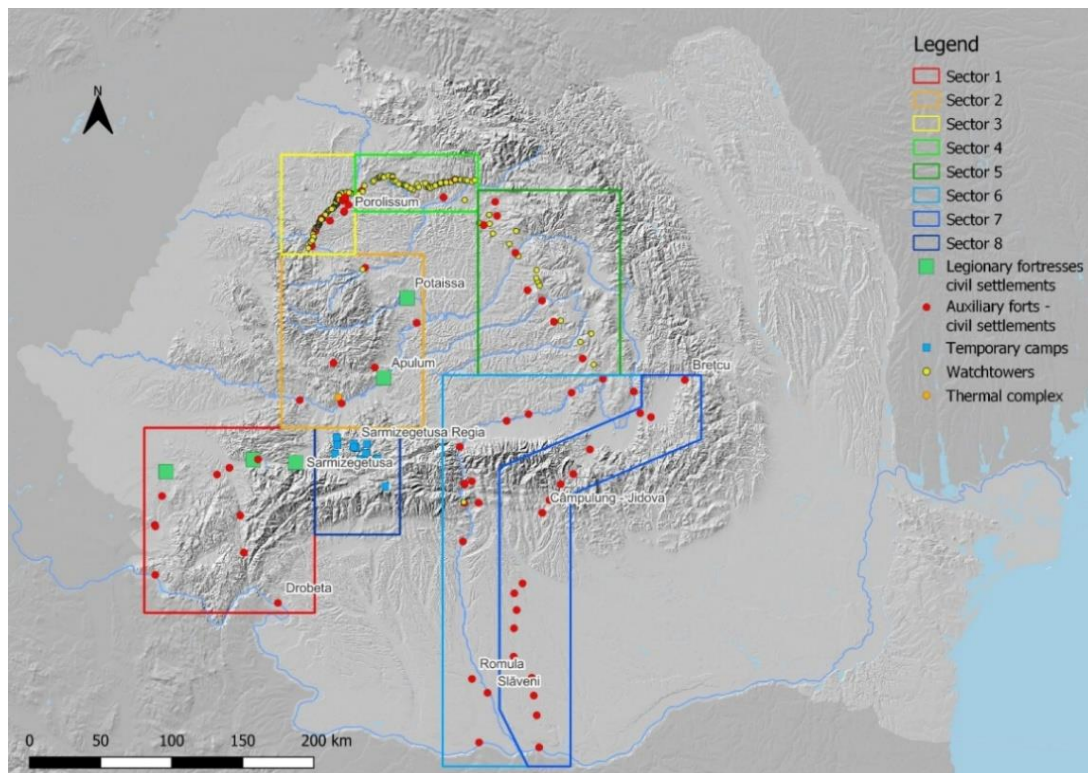 N
Legend
Sector 1
Sector 2
Sector 3
Sector 4
Sector 5
Sector 6
Sector 7
Sector 8
Legionary fortresses
civil settlements
Auxiliary forts -
civil settlements
Temporary camps
Watchtowers
Thermal complex
Porolissum
Potaissa
Apulum
Brețcu
Sarmizegetusa Regia
Sarmizegetusa
Câmpulung - Jidova
Drobeta
Romula
Slăveni
0 50 100 150 200 km